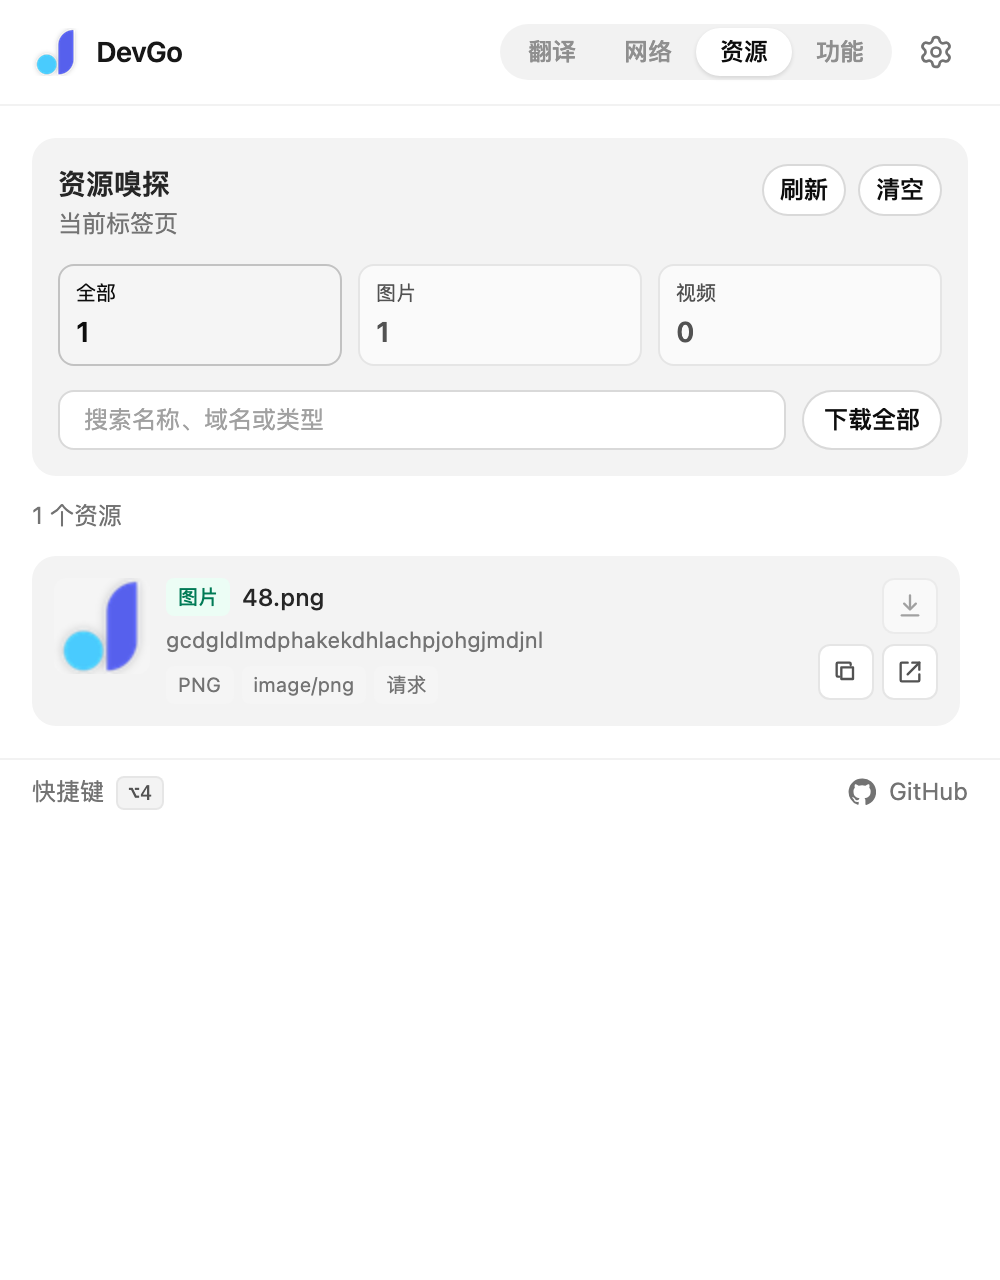 DevGo
翻译 网络 资源 功能
资源嗅探
当前标签页
刷新 清空
全部 图片 视频
1 1 0
搜索名称、域名或类型
下载全部
1 个资源
图片 48.png
gcdgldlmdphakekdhlachpjohgjmdjnl
PNG image/png 请求
快捷键 ⌥4
GitHub